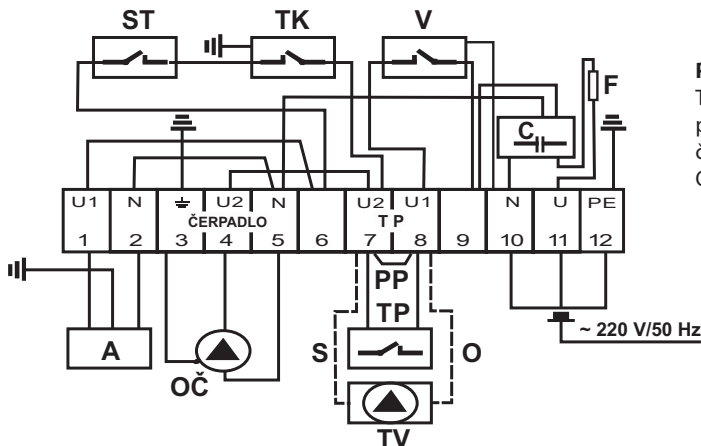 ST TK V
F
C
U1 N U2 N U2 U1 N U PE
ČERPADLO T P
1 2 3 4 5 6 7 8 9 10 11 12
PP
TP
A OČ S O
~ 220 V/50 Hz
TV